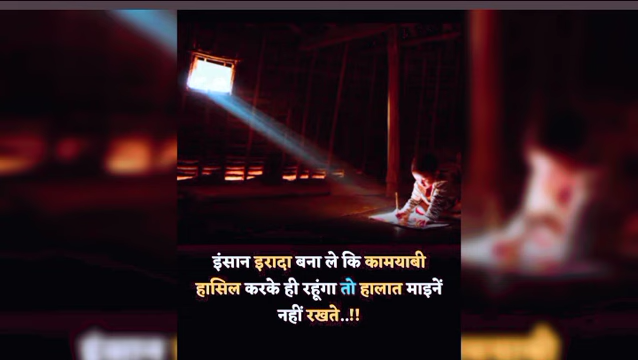 इंसान इरादा बना ले कि कामयाबी
हासिल करके ही रहूंगा तो हालात माइनें
नहीं रखते..!!